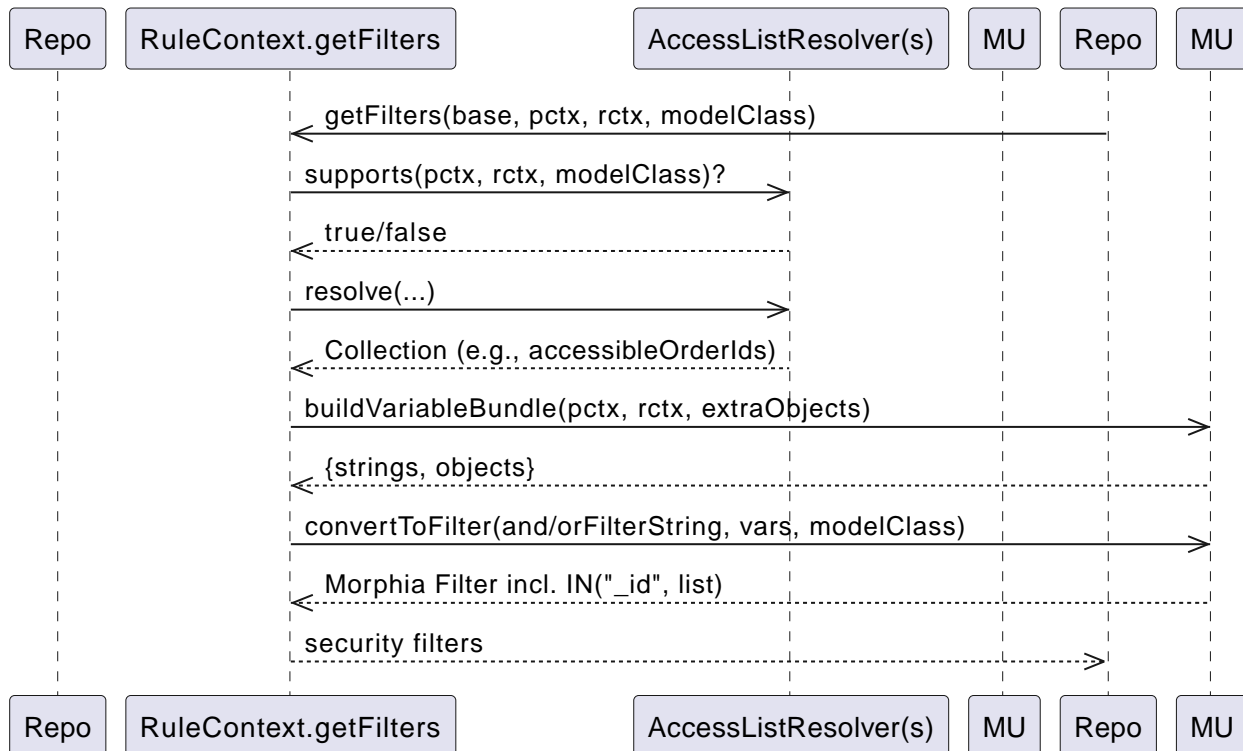 Repo RuleContext.getFilters AccessListResolver(s) MU Repo MU
getFilters(base, pctx, rctx, modelClass)
supports(pctx, rctx, modelClass)?
true/false
resolve(...)
Collection (e.g., accessibleOrderIds)
buildVariableBundle(pctx, rctx, extraObjects)
{strings, objects}
convertToFilter(and/orFilterString, vars, modelClass)
Morphia Filter incl. IN("_id", list)
security filters
Repo RuleContext.getFilters AccessListResolver(s) MU Repo MU